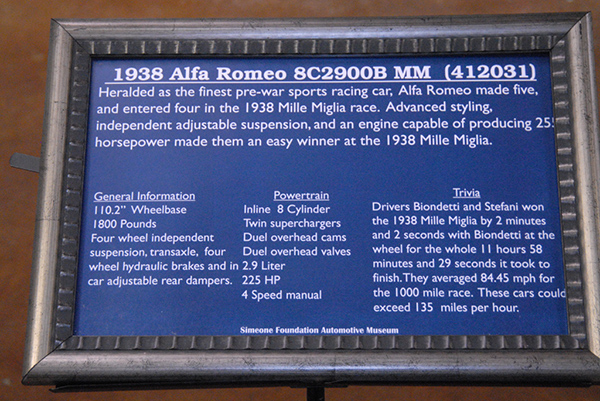 1938 Alfa Romeo 8C2900B MM (412031)
Heralded as the finest pre-war sports racing car, Alfa Romeo made five,
and entered four in the 1938 Mille Miglia race. Advanced styling,
independent adjustable suspension, and an engine capable of producing
horsepower made them an easy winner at the 1938 Mille Miglia.
General Information
110.2" Wheelbase
1800 Pounds
Four wheel independent
suspension, transaxle, four
wheel hydraulic brakes and in
car adjustable rear dampers.
Powertrain
Inline 8 Cylinder
Twin superchargers
Duel overhead cams
Duel overhead valves
2.9 Liter
225 HP
4 Speed manual
Trivia
Drivers Biondetti and Stefani won
the 1938 Mille Miglia by 2 minutes
and 2 seconds with Biondetti at the
wheel for the whole 11 hours 58
minutes and 29 seconds it took to
finish. They averaged 84.45 mph for
the 1000 mile race. These cars could
exceed 135 miles per hour.
Simeone Foundation Automotive Museum